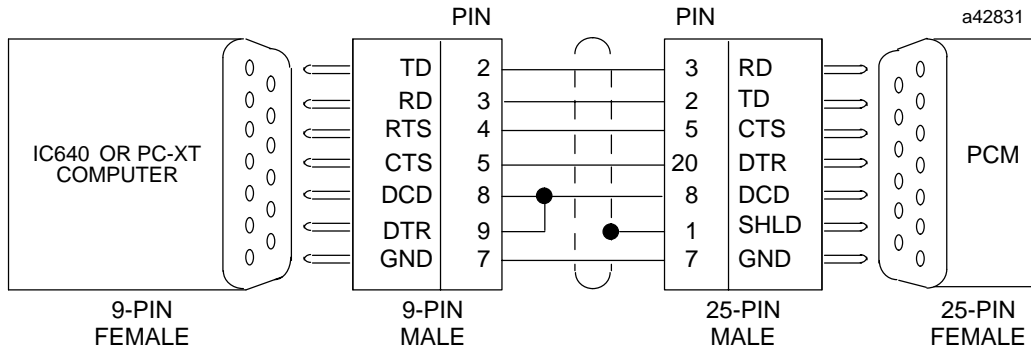 PIN PIN a42831
TD 2 3 RD
RD 3 2 TD
RTS 4 5 CTS
IC640 OR PC-XT
COMPUTER
CTS 5 20 DTR
PCM
DCD 8 8 DCD
DTR 9 1 SHLD
GND 7 7 GND
9-PIN
FEMALE
9-PIN
MALE
25-PIN
MALE
25-PIN
FEMALE